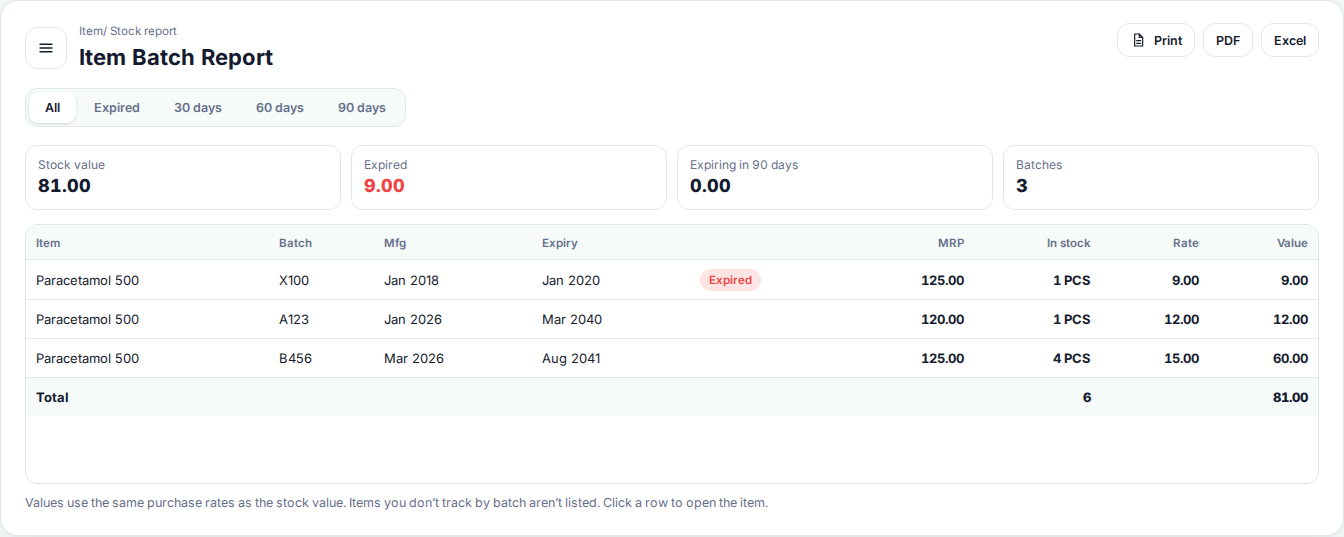 Item/ Stock report
Item Batch Report
Print PDF Excel
All Expired 30 days 60 days 90 days
Stock value Expired Expiring in 90 days Batches
81.00 9.00 0.00 3
Item Batch Mfg Expiry MRP In stock Rate Value
Paracetamol 500 X100 Jan 2018 Jan 2020 Expired 125.00 1 PCS 9.00 9.00
Paracetamol 500 A123 Jan 2026 Mar 2040 120.00 1 PCS 12.00 12.00
Paracetamol 500 B456 Mar 2026 Aug 2041 125.00 4 PCS 15.00 60.00
Total 6 81.00
Values use the same purchase rates as the stock value. Items you don’t track by batch aren’t listed. Click a row to open the item.